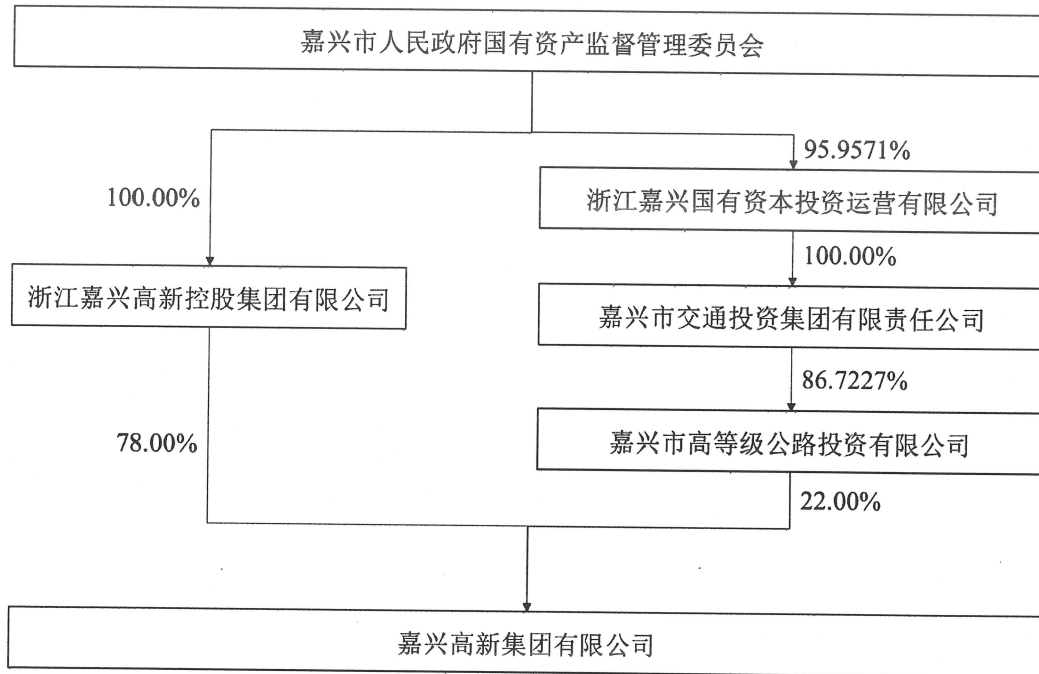 嘉兴市人民政府国有资产监督管理委员会
95.9571%
100.00%
浙江嘉兴国有资本投资运营有限公司
100.00%
浙江嘉兴高新控股集团有限公司
嘉兴市交通投资集团有限责任公司
86.7227%
78.00%
嘉兴市高等级公路投资有限公司
22.00%
嘉兴高新集团有限公司